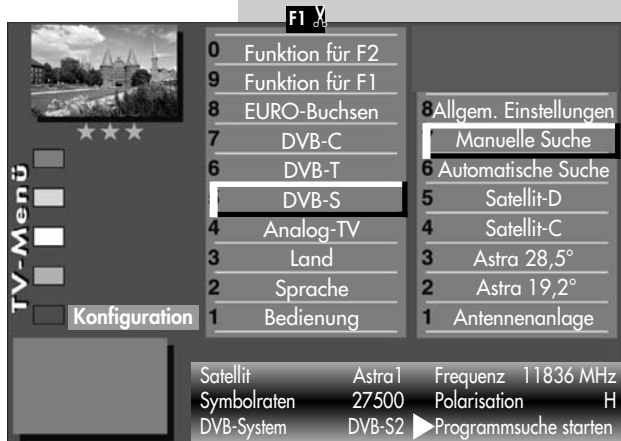 F1
0 Funktion für F2
9 Funktion für F1
8 EURO-Buchsen
7 DVB-C
6 DVB-T
DVB-S
4 Analog-TV
3 Land
2 Sprache
1 Bedienung
8 Allgem. Einstellungen
Manuelle Suche
6 Automatische Suche
5 Satellit-D
4 Satellit-C
3 Astra 28,5°
2 Astra 19,2°
1 Antennenanlage
TV-Menü
Konfiguration
Satellit Astra1 Frequenz 11836 MHz
Symbolraten 27500 Polarisation H
DVB-System DVB-S2 Programmsuche starten